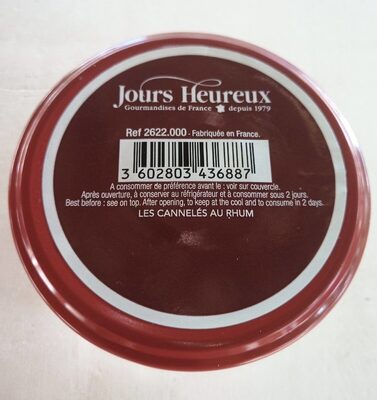 Jours Heureux
Gourmandises de France depuis 1979
Ref 2622.000 - Fabriquée en France.
3 602803 436887
A consommer de préférence avant le : voir sur couvercle.
Après ouverture, à conserver au réfrigérateur et à consommer sous 2 jours.
Best before : see on top. After opening, to keep at the cool and to consume in 2 days.
LES CANNELÉS AU RHUM